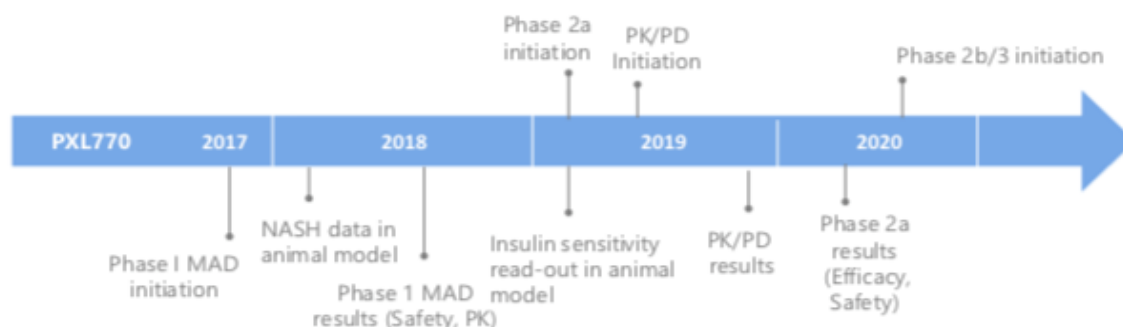 Phase 2a
initiation
PK/PD
Initiation
Phase 2b/3 initiation
PXL770
2017
2018
2019
2020
Phase I MAD
initiation
NASH data in
animal model
Phase 1 MAD
results (Safety, PK)
Insulin sensitivity
read-out in animal
model
PK/PD
results
Phase 2a
results
(Efficacy,
Safety)